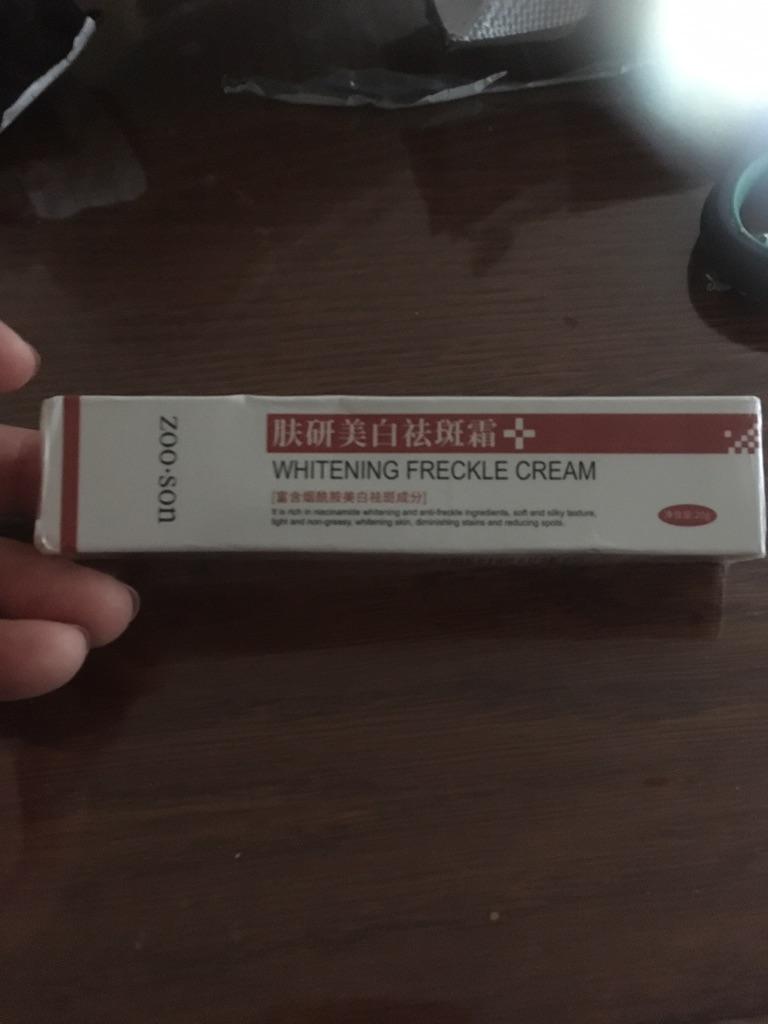 zoo·son
肤研美白祛斑霜
WHITENING FRECKLE CREAM
[富含烟酰胺美白祛斑成分]
It is rich in niacinamide whitening and anti-freckle ingredients, soft and silky texture,
light and non-greasy, whitening skin, diminishing stains and reducing spots.
净含量:20g